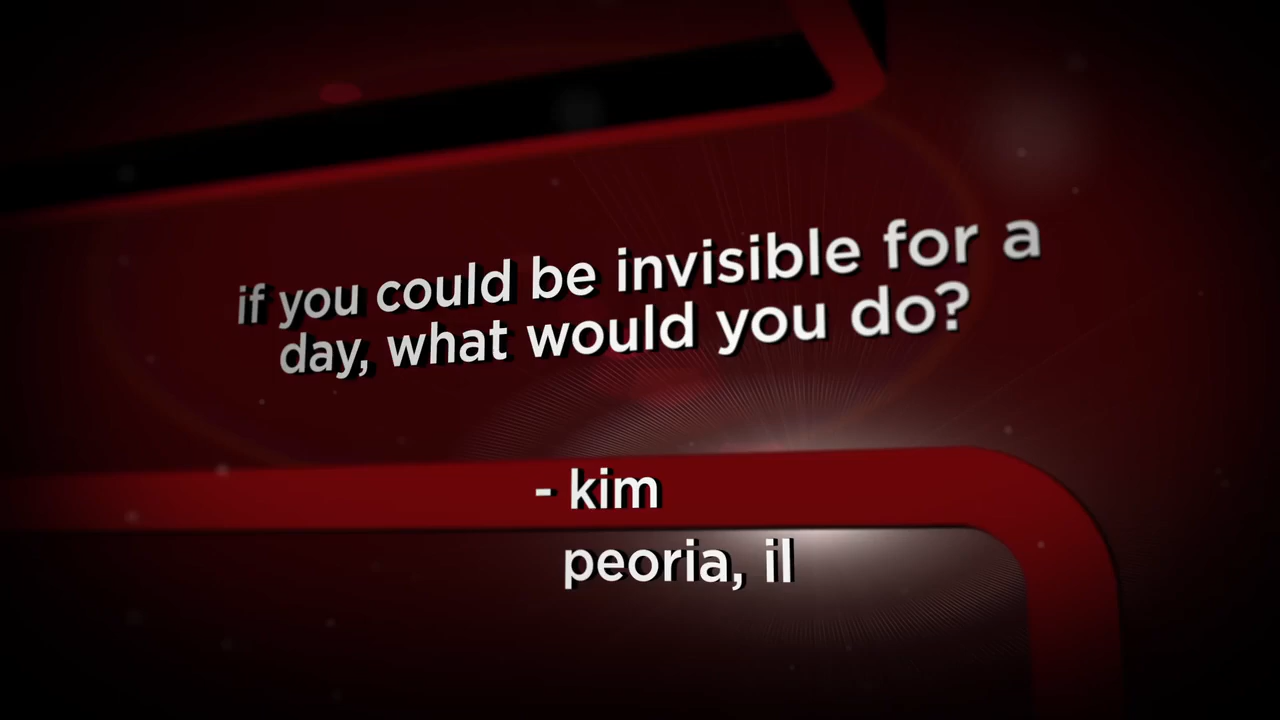 if you could be invisible for a
day, what would you do?
- kim
peoria, il